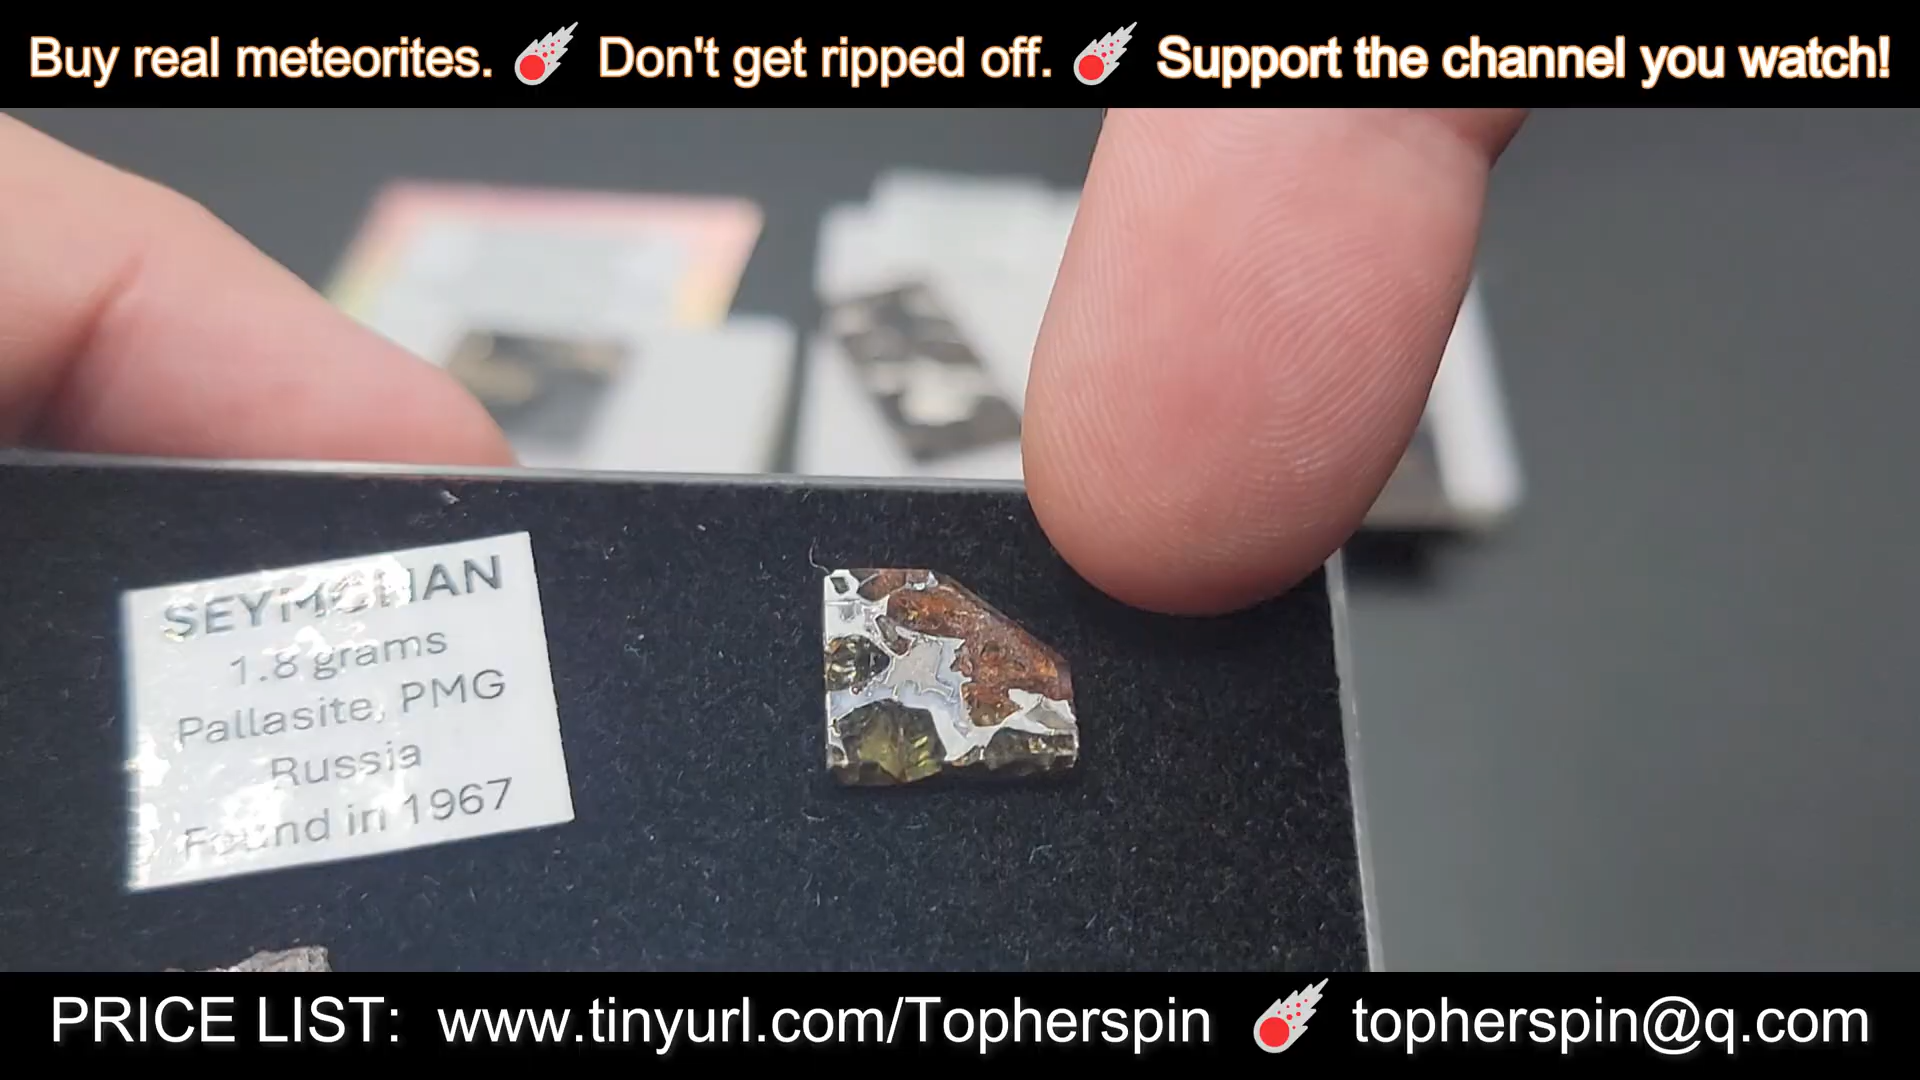 Buy real meteorites. Don't get ripped off. Support the channel you watch!
SEYMCHAN
1.8 grams
Pallasite, PMG
Russia
Found in 1967
PRICE LIST: www.tinyurl.com/Topherspin topherspin@q.com